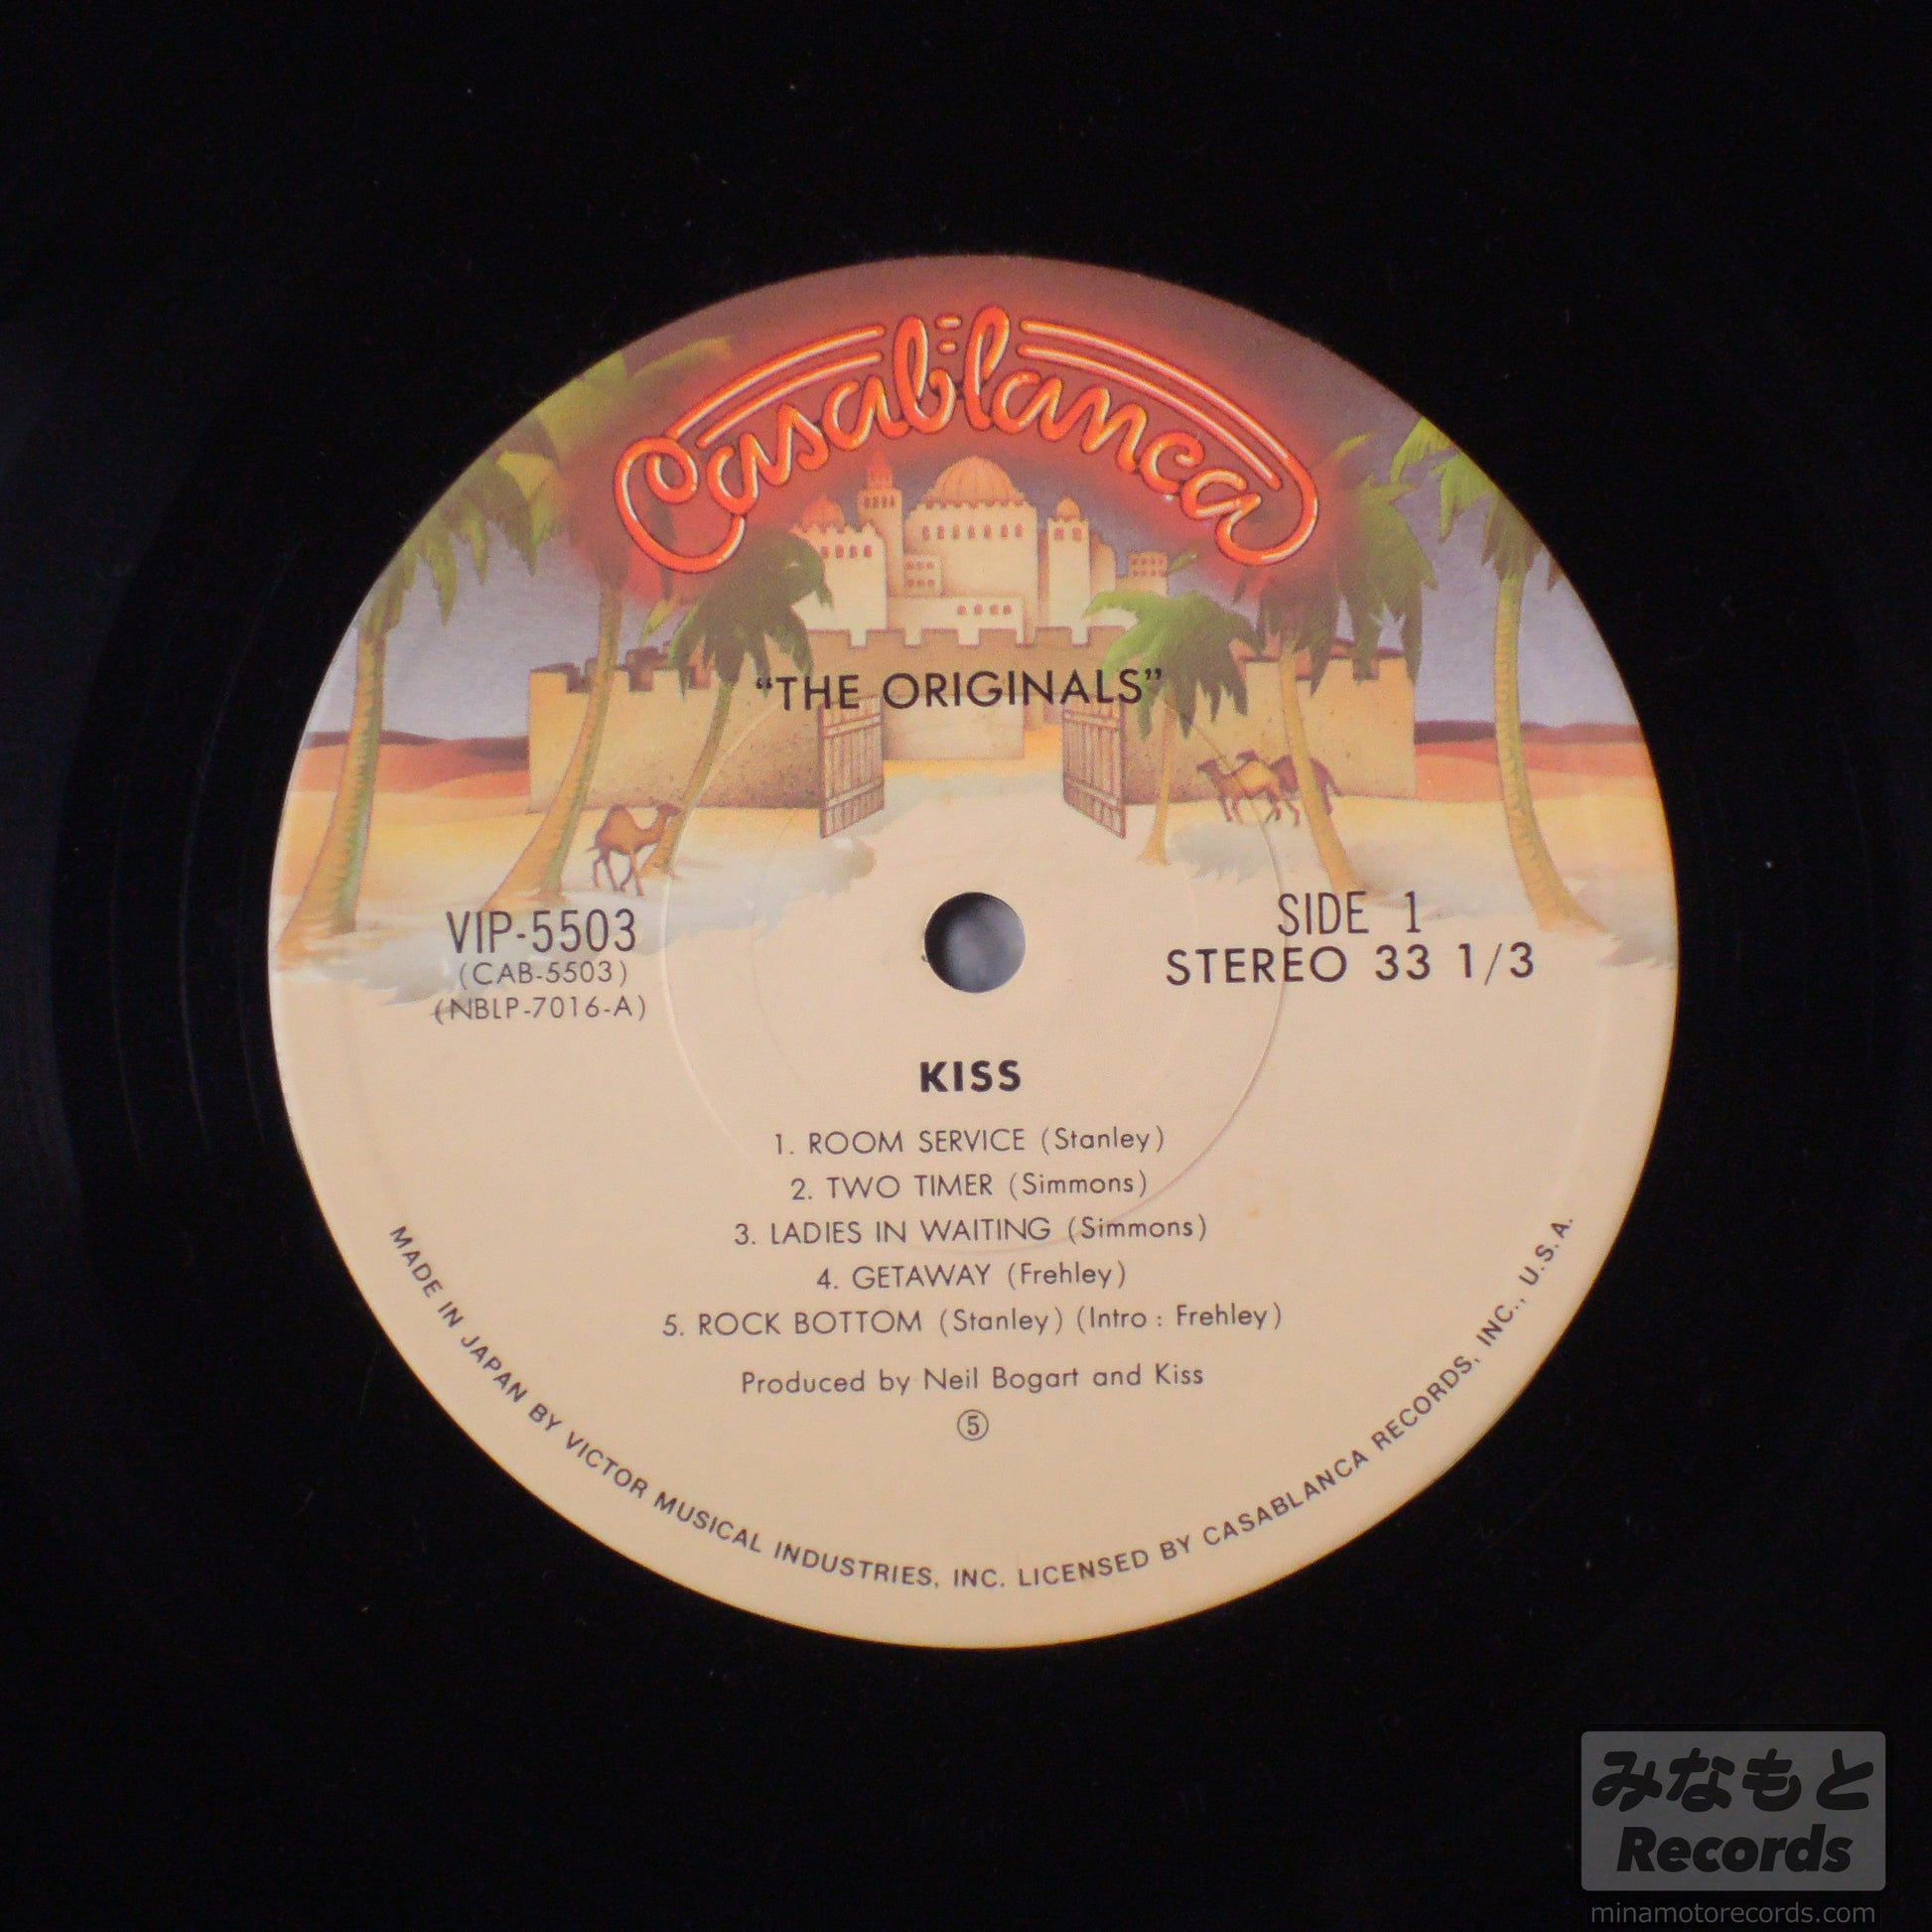 Casablanca
“THE ORIGINALS”
VIP-5503
(CAB-5503)
(NBLP-7016-A)
SIDE 1
STEREO 33 1/3
KISS
1. ROOM SERVICE (Stanley)
2. TWO TIMER (Simmons)
3. LADIES IN WAITING (Simmons)
4. GETAWAY (Frehley)
5. ROCK BOTTOM (Stanley) (Intro : Frehley)
Produced by Neil Bogart and Kiss
⑤
MADE IN JAPAN BY VICTOR MUSICAL INDUSTRIES, INC. LICENSED BY CASABLANCA RECORDS, INC., U.S.A.
みなもと
Records
minamotorecords.com